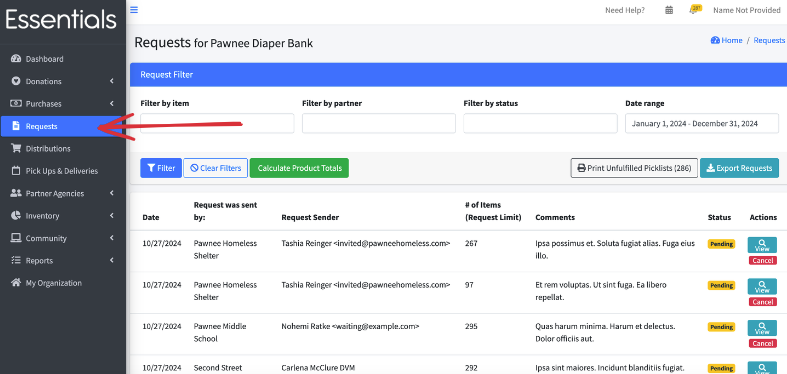 Essentials
Need Help?
287
Name Not Provided
Dashboard
Donations
Purchases
Requests
Distributions
Pick Ups & Deliveries
Partner Agencies
Inventory
Community
Reports
My Organization
Requests for Pawnee Diaper Bank
Home / Requests
Request Filter
Filter by item Filter by partner Filter by status Date range
January 1, 2024 - December 31, 2024
Filter Clear Filters Calculate Product Totals Print Unfulfilled Picklists (286) Export Requests
Date Request was sent by: Request Sender # of Items (Request Limit) Comments Status Actions
10/27/2024 Pawnee Homeless Shelter Tashia Reinger <invited@pawneehomeless.com> 267 Ipsa possimus et. Soluta fugiat alias. Fuga eius illo. Pending View Cancel
10/27/2024 Pawnee Homeless Shelter Tashia Reinger <invited@pawneehomeless.com> 97 Et rem voluptas. Ut sint fuga. Ea libero repellat. Pending View Cancel
10/27/2024 Pawnee Middle School Nohemi Ratke <waiting@example.com> 295 Quas harum minima. Harum et delectus. Dolor officiis aut. Pending View Cancel
10/27/2024 Second Street Carlena McClure DVM 292 Ipsa sint maiores. Incidunt blanditiis fugiat. Pending View